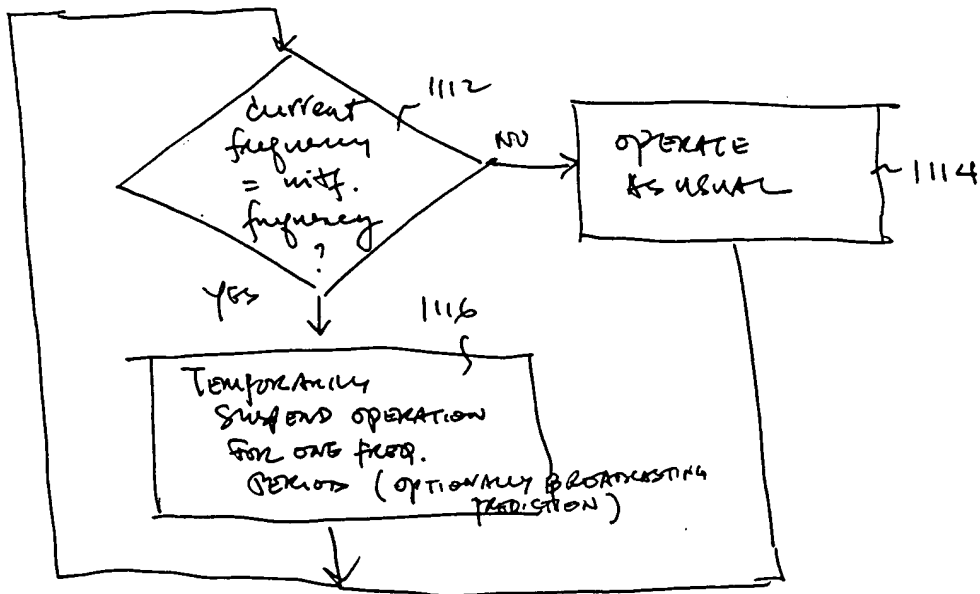 1112
current
frequency
= intf.
frequency
?
NO
OPERATE
AS USUAL
1114
YES
1116
TEMPORARILY
SUSPEND OPERATION
FOR ONE FREQ.
PERIOD (OPTIONALLY BROADCASTING
PREDICTION)